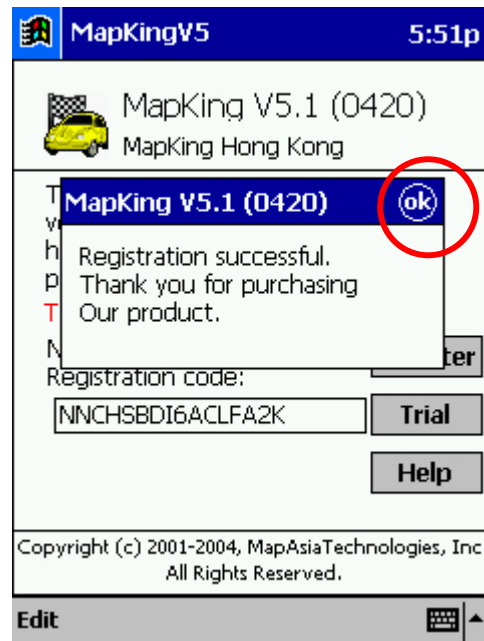 MapKingV5 5:51p
MapKing V5.1 (0420)
MapKing Hong Kong
MapKing V5.1 (0420) ok
Registration successful.
Thank you for purchasing
Our product.
Registration code:
NNCHSBDI6ACLFA2K
Trial
Help
Copyright (c) 2001-2004, MapAsiaTechnologies, Inc
All Rights Reserved.
Edit